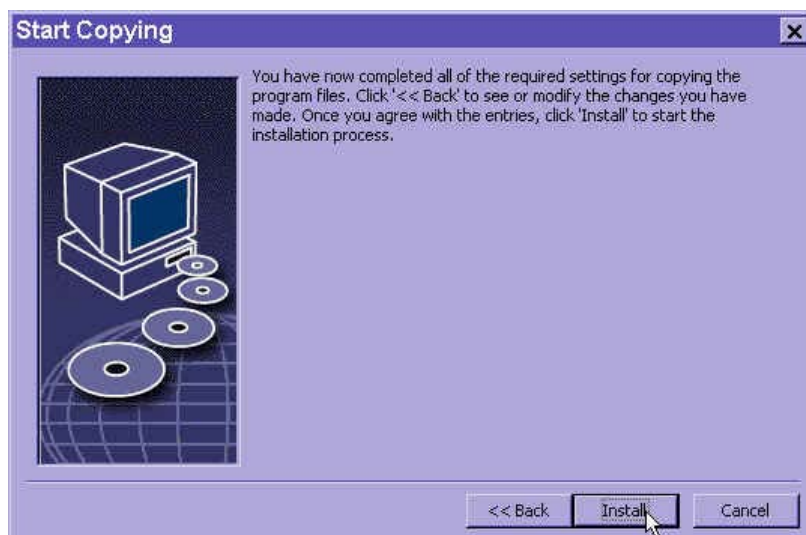 Start Copying
You have now completed all of the required settings for copying the
program files. Click '<< Back' to see or modify the changes you have
made. Once you agree with the entries, click 'Install' to start the
installation process.
<< Back Install Cancel